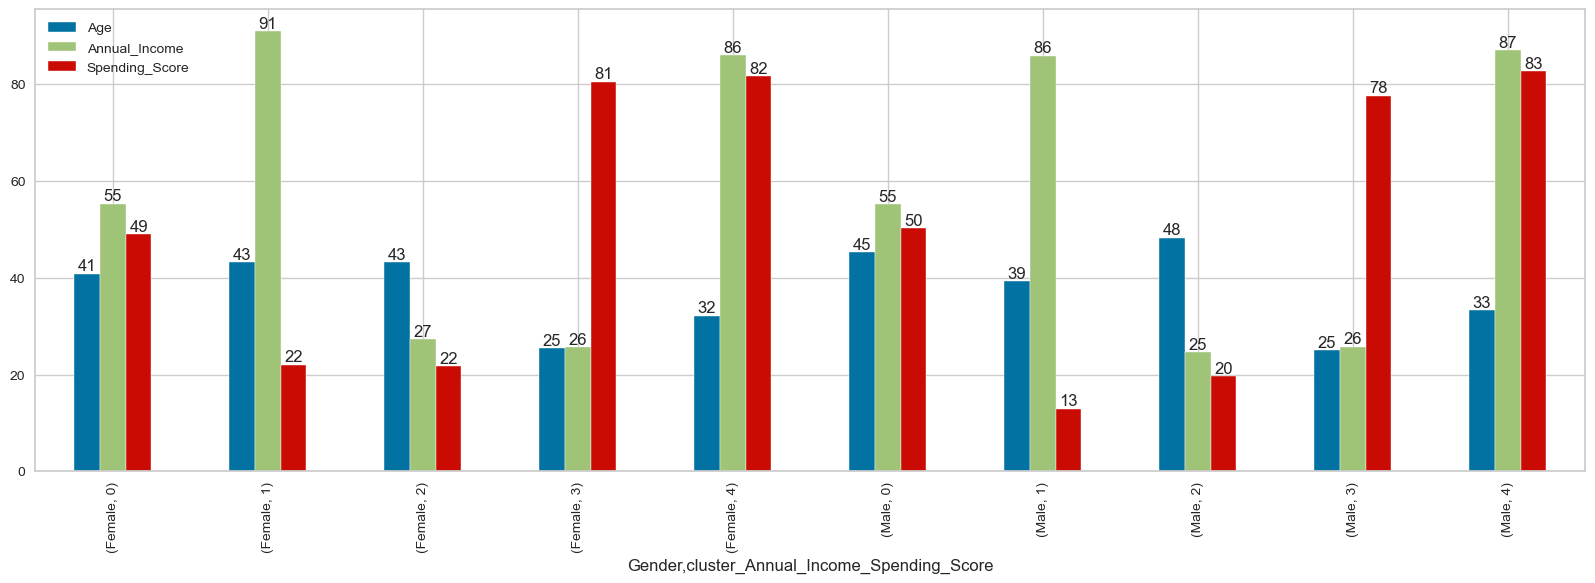 Age
Annual_Income
Spending_Score
80
60
40
20
0
41
55
49
43
91
22
43
27
22
25
26
81
32
86
82
45
55
50
39
86
13
48
25
20
25
26
78
33
87
83
(Female, 0)
(Female, 1)
(Female, 2)
(Female, 3)
(Female, 4)
(Male, 0)
(Male, 1)
(Male, 2)
(Male, 3)
(Male, 4)
Gender,cluster_Annual_Income_Spending_Score